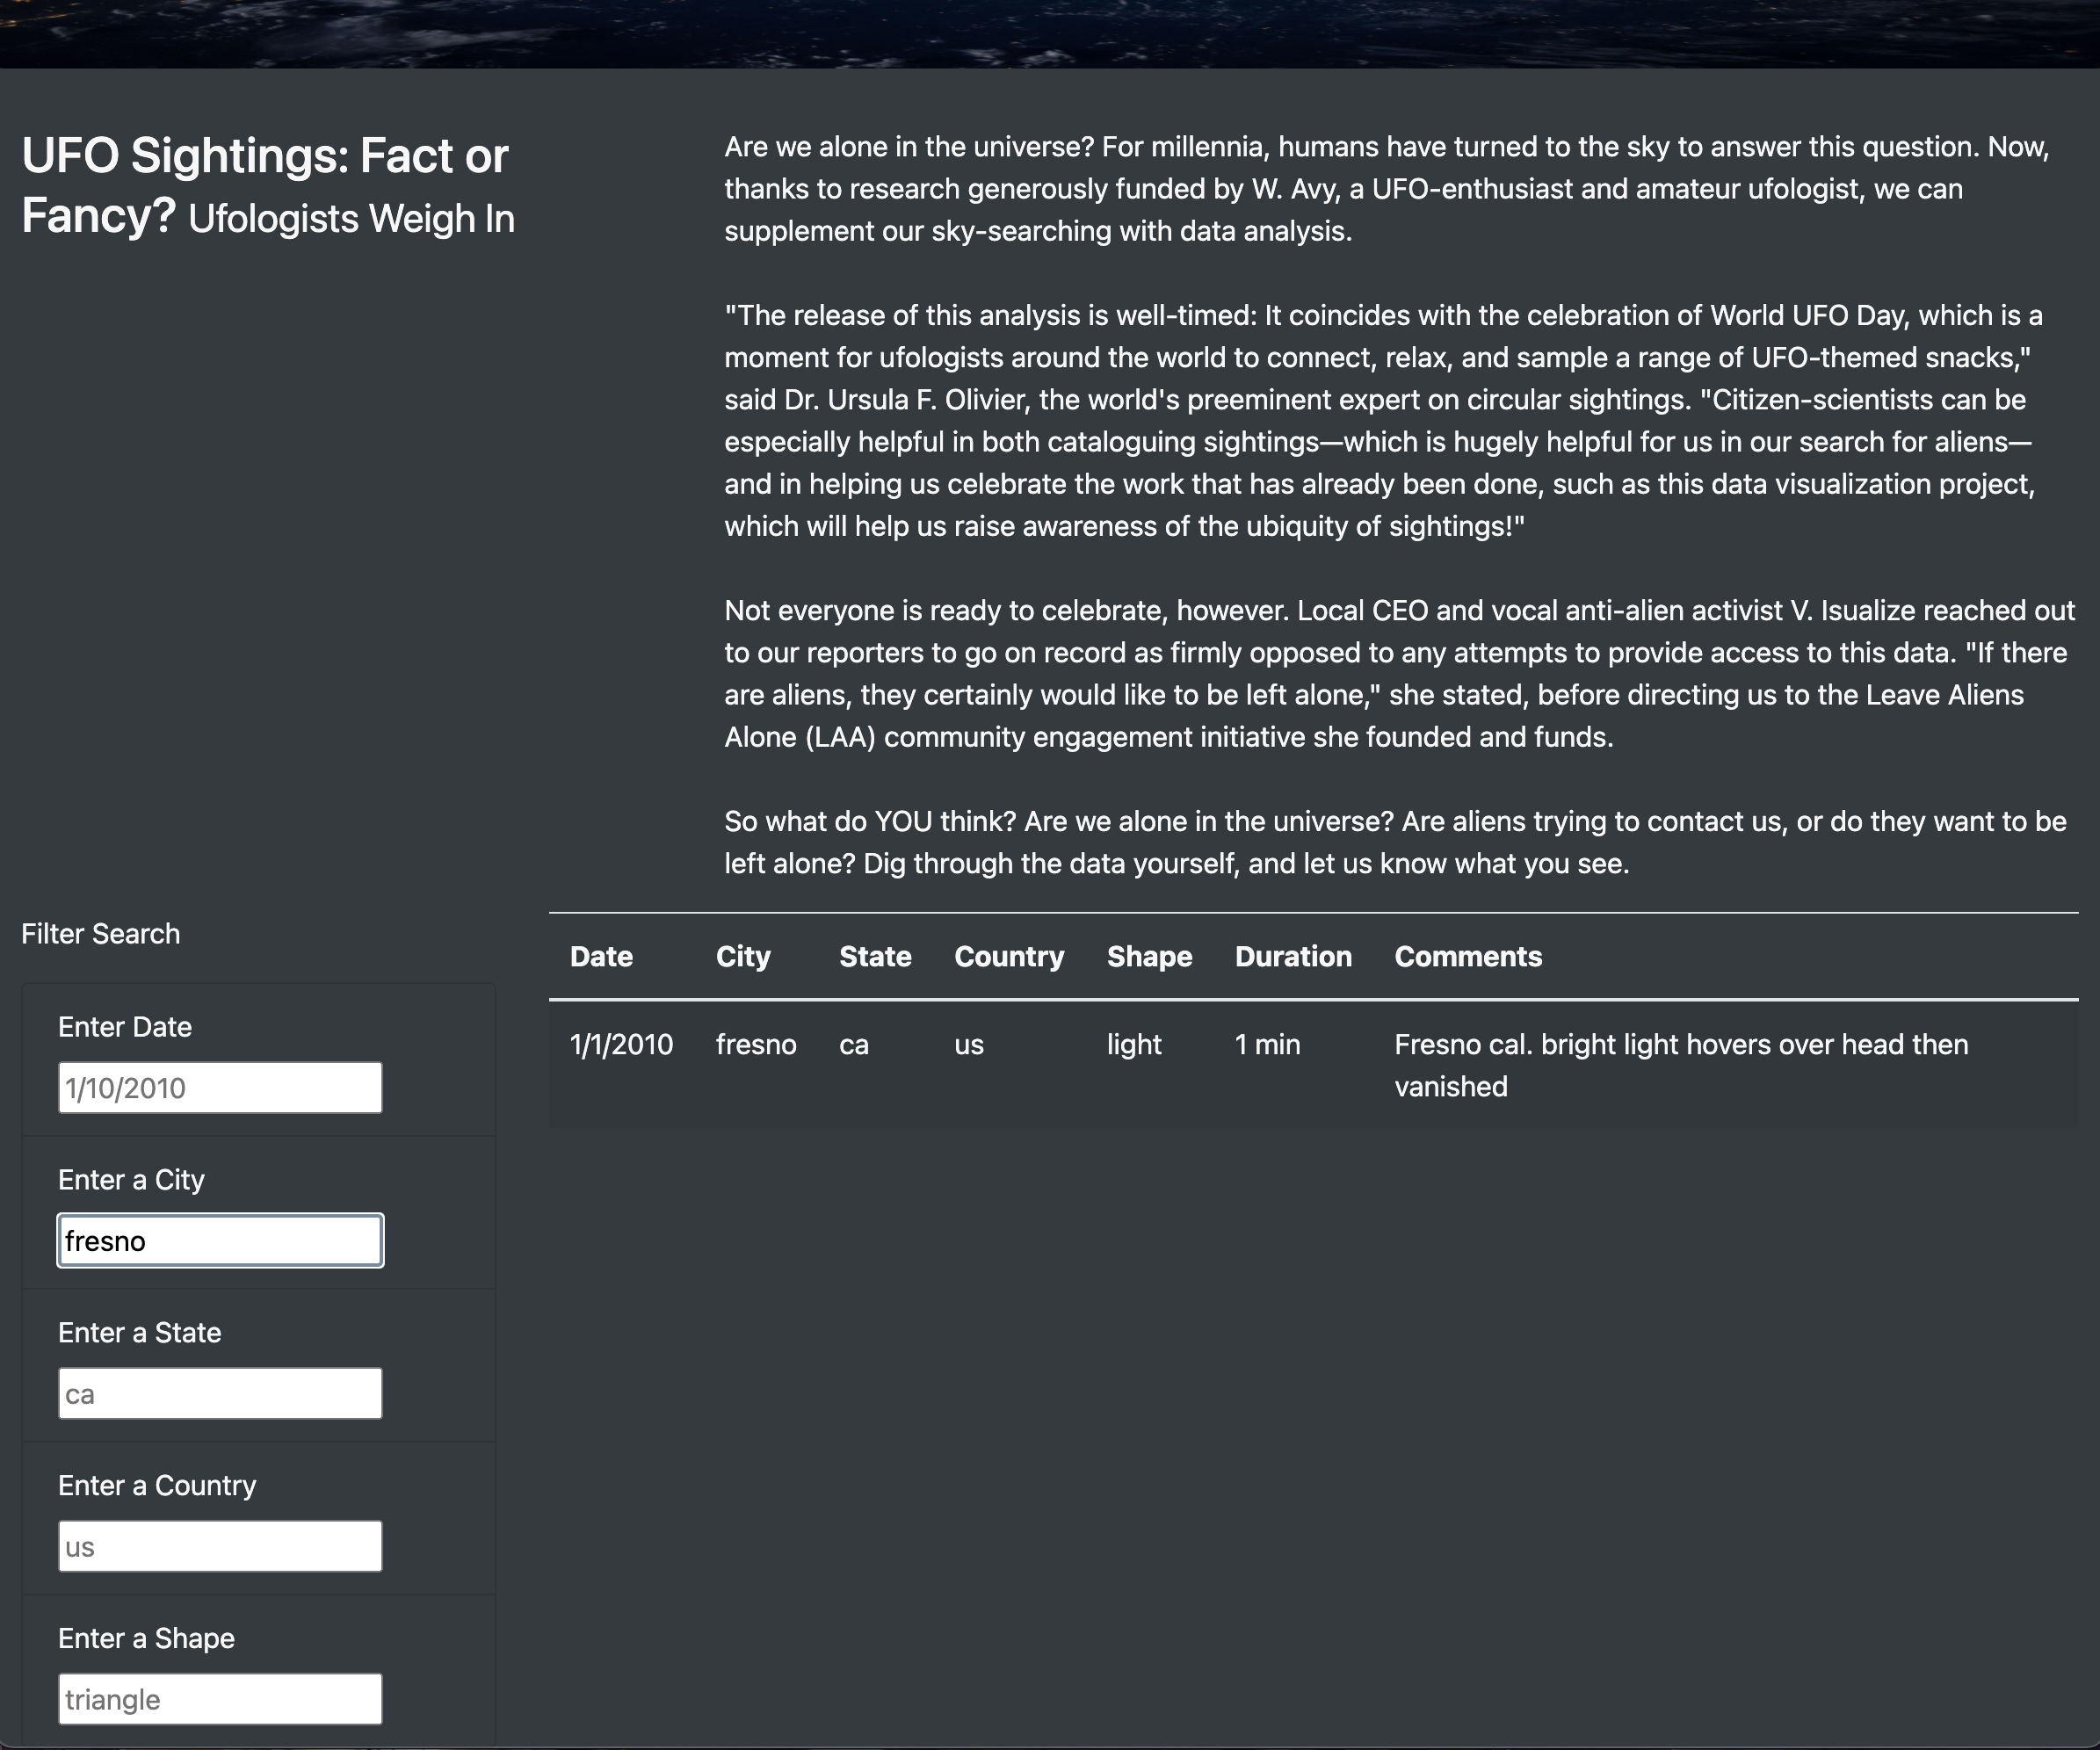 UFO Sightings: Fact or
Fancy? Ufologists Weigh In
Are we alone in the universe? For millennia, humans have turned to the sky to answer this question. Now,
thanks to research generously funded by W. Avy, a UFO-enthusiast and amateur ufologist, we can
supplement our sky-searching with data analysis.
"The release of this analysis is well-timed: It coincides with the celebration of World UFO Day, which is a
moment for ufologists around the world to connect, relax, and sample a range of UFO-themed snacks,"
said Dr. Ursula F. Olivier, the world's preeminent expert on circular sightings. "Citizen-scientists can be
especially helpful in both cataloguing sightings—which is hugely helpful for us in our search for aliens—
and in helping us celebrate the work that has already been done, such as this data visualization project,
which will help us raise awareness of the ubiquity of sightings!"
Not everyone is ready to celebrate, however. Local CEO and vocal anti-alien activist V. Isualize reached out
to our reporters to go on record as firmly opposed to any attempts to provide access to this data. "If there
are aliens, they certainly would like to be left alone," she stated, before directing us to the Leave Aliens
Alone (LAA) community engagement initiative she founded and funds.
So what do YOU think? Are we alone in the universe? Are aliens trying to contact us, or do they want to be
left alone? Dig through the data yourself, and let us know what you see.
Filter Search
Enter Date
1/10/2010
Enter a City
fresno
Enter a State
ca
Enter a Country
us
Enter a Shape
triangle
Date City State Country Shape Duration Comments
1/1/2010 fresno ca us light 1 min Fresno cal. bright light hovers over head then
vanished